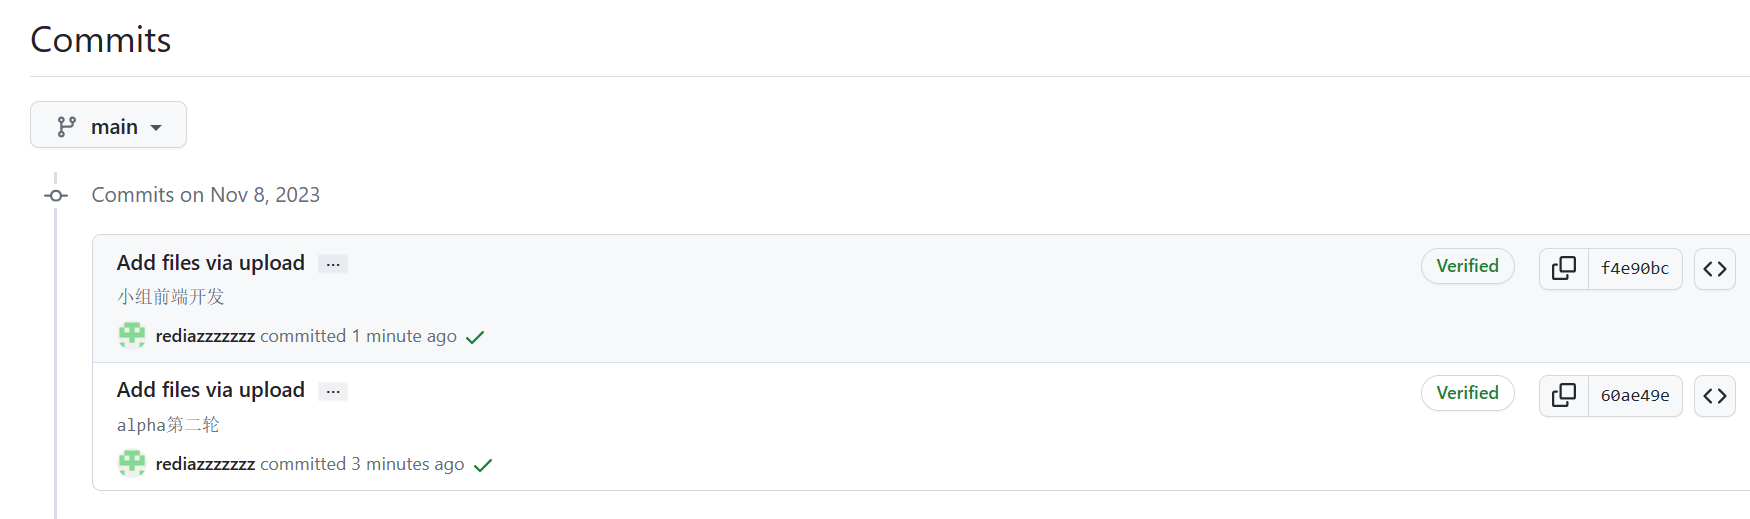 Commits
main
Commits on Nov 8, 2023
Add files via upload ...
Verified
f4e90bc
小组前端开发
rediazzzzzzz committed 1 minute ago
Add files via upload ...
Verified
60ae49e
alpha第二轮
rediazzzzzzz committed 3 minutes ago